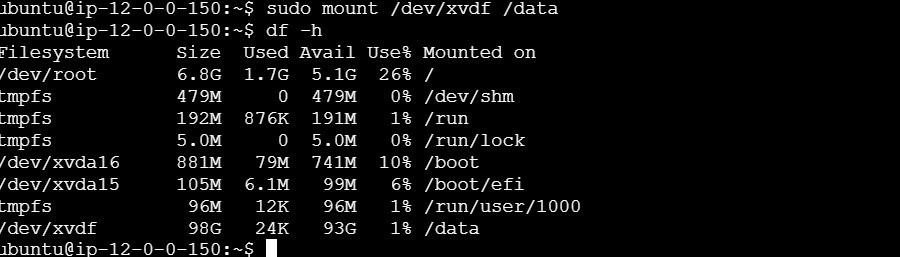 ubuntu@ip-12-0-0-150:~$ sudo mount /dev/xvdf /data
ubuntu@ip-12-0-0-150:~$ df -h
Filesystem      Size  Used Avail Use% Mounted on
/dev/root       6.8G  1.7G  5.1G  26% /
tmpfs           479M     0  479M   0% /dev/shm
tmpfs           192M  876K  191M   1% /run
tmpfs           5.0M     0  5.0M   0% /run/lock
/dev/xvda16     881M   79M  741M  10% /boot
/dev/xvda15     105M  6.1M   99M   6% /boot/efi
tmpfs            96M   12K   96M   1% /run/user/1000
/dev/xvdf        98G   24K   93G   1% /data
ubuntu@ip-12-0-0-150:~$